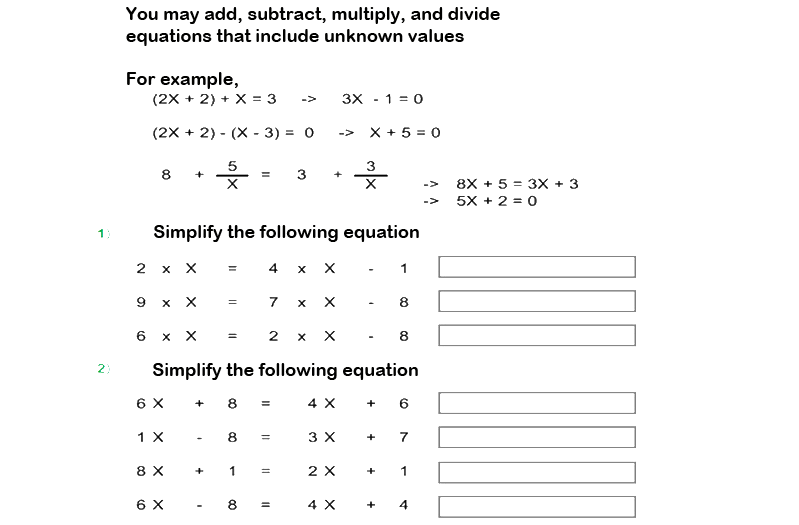 You may add, subtract, multiply, and divide
equations that include unknown values
For example,
(2X + 2) + X = 3 -> 3X - 1 = 0
(2X + 2) - (X - 3) = 0 -> X + 5 = 0
8 + 5/X = 3 + 3/X
-> 8X + 5 = 3X + 3
-> 5X + 2 = 0
1) Simplify the following equation
2 x X = 4 x X - 1
9 x X = 7 x X - 8
6 x X = 2 x X - 8
2) Simplify the following equation
6 X + 8 = 4 X + 6
1 X - 8 = 3 X + 7
8 X + 1 = 2 X + 1
6 X - 8 = 4 X + 4